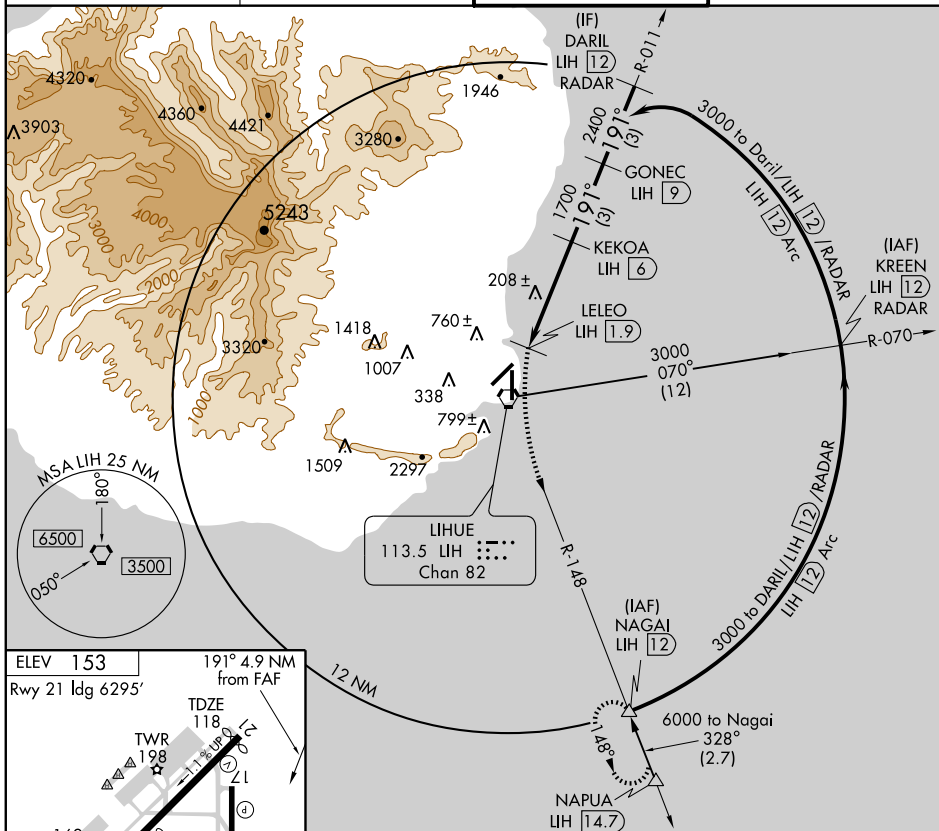 (IF)
DARIL
LIH 12
RADAR
R-011
4320
4360
4421
1946
3903
3280
2400
191°
(3)
3000 to Daril/LIH 12 /RADAR
LIH 12 Arc
GONEC
LIH 9
5243
4000
3000
2000
1000
1700
191°
(3)
KEKOA
LIH 6
(IAF)
KREEN
LIH 12
RADAR
208 ±
LELEO
LIH 1.9
R-070
3320
1418
1007
760 ±
338
3000
070°
(12)
799 ±
1509
2297
MSA LIH 25 NM
180°
6500
3500
050°
LIHUE
113.5 LIH
Chan 82
R-148
3000 to DARIL/LIH 12 /RADAR
LIH 12 Arc
(IAF)
NAGAI
LIH 12
12 NM
6000 to Nagai
328°
(2.7)
148°
NAPUA
LIH 14.7
ELEV 153
Rwy 21 ldg 6295'
191° 4.9 NM
from FAF
TDZE
118
21
TWR
198
1.1% UP
V
17
P